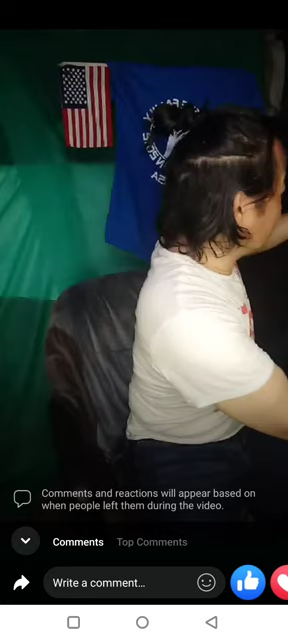 Comments and reactions will appear based on
when people left them during the video.
Comments
Top Comments
Write a comment...